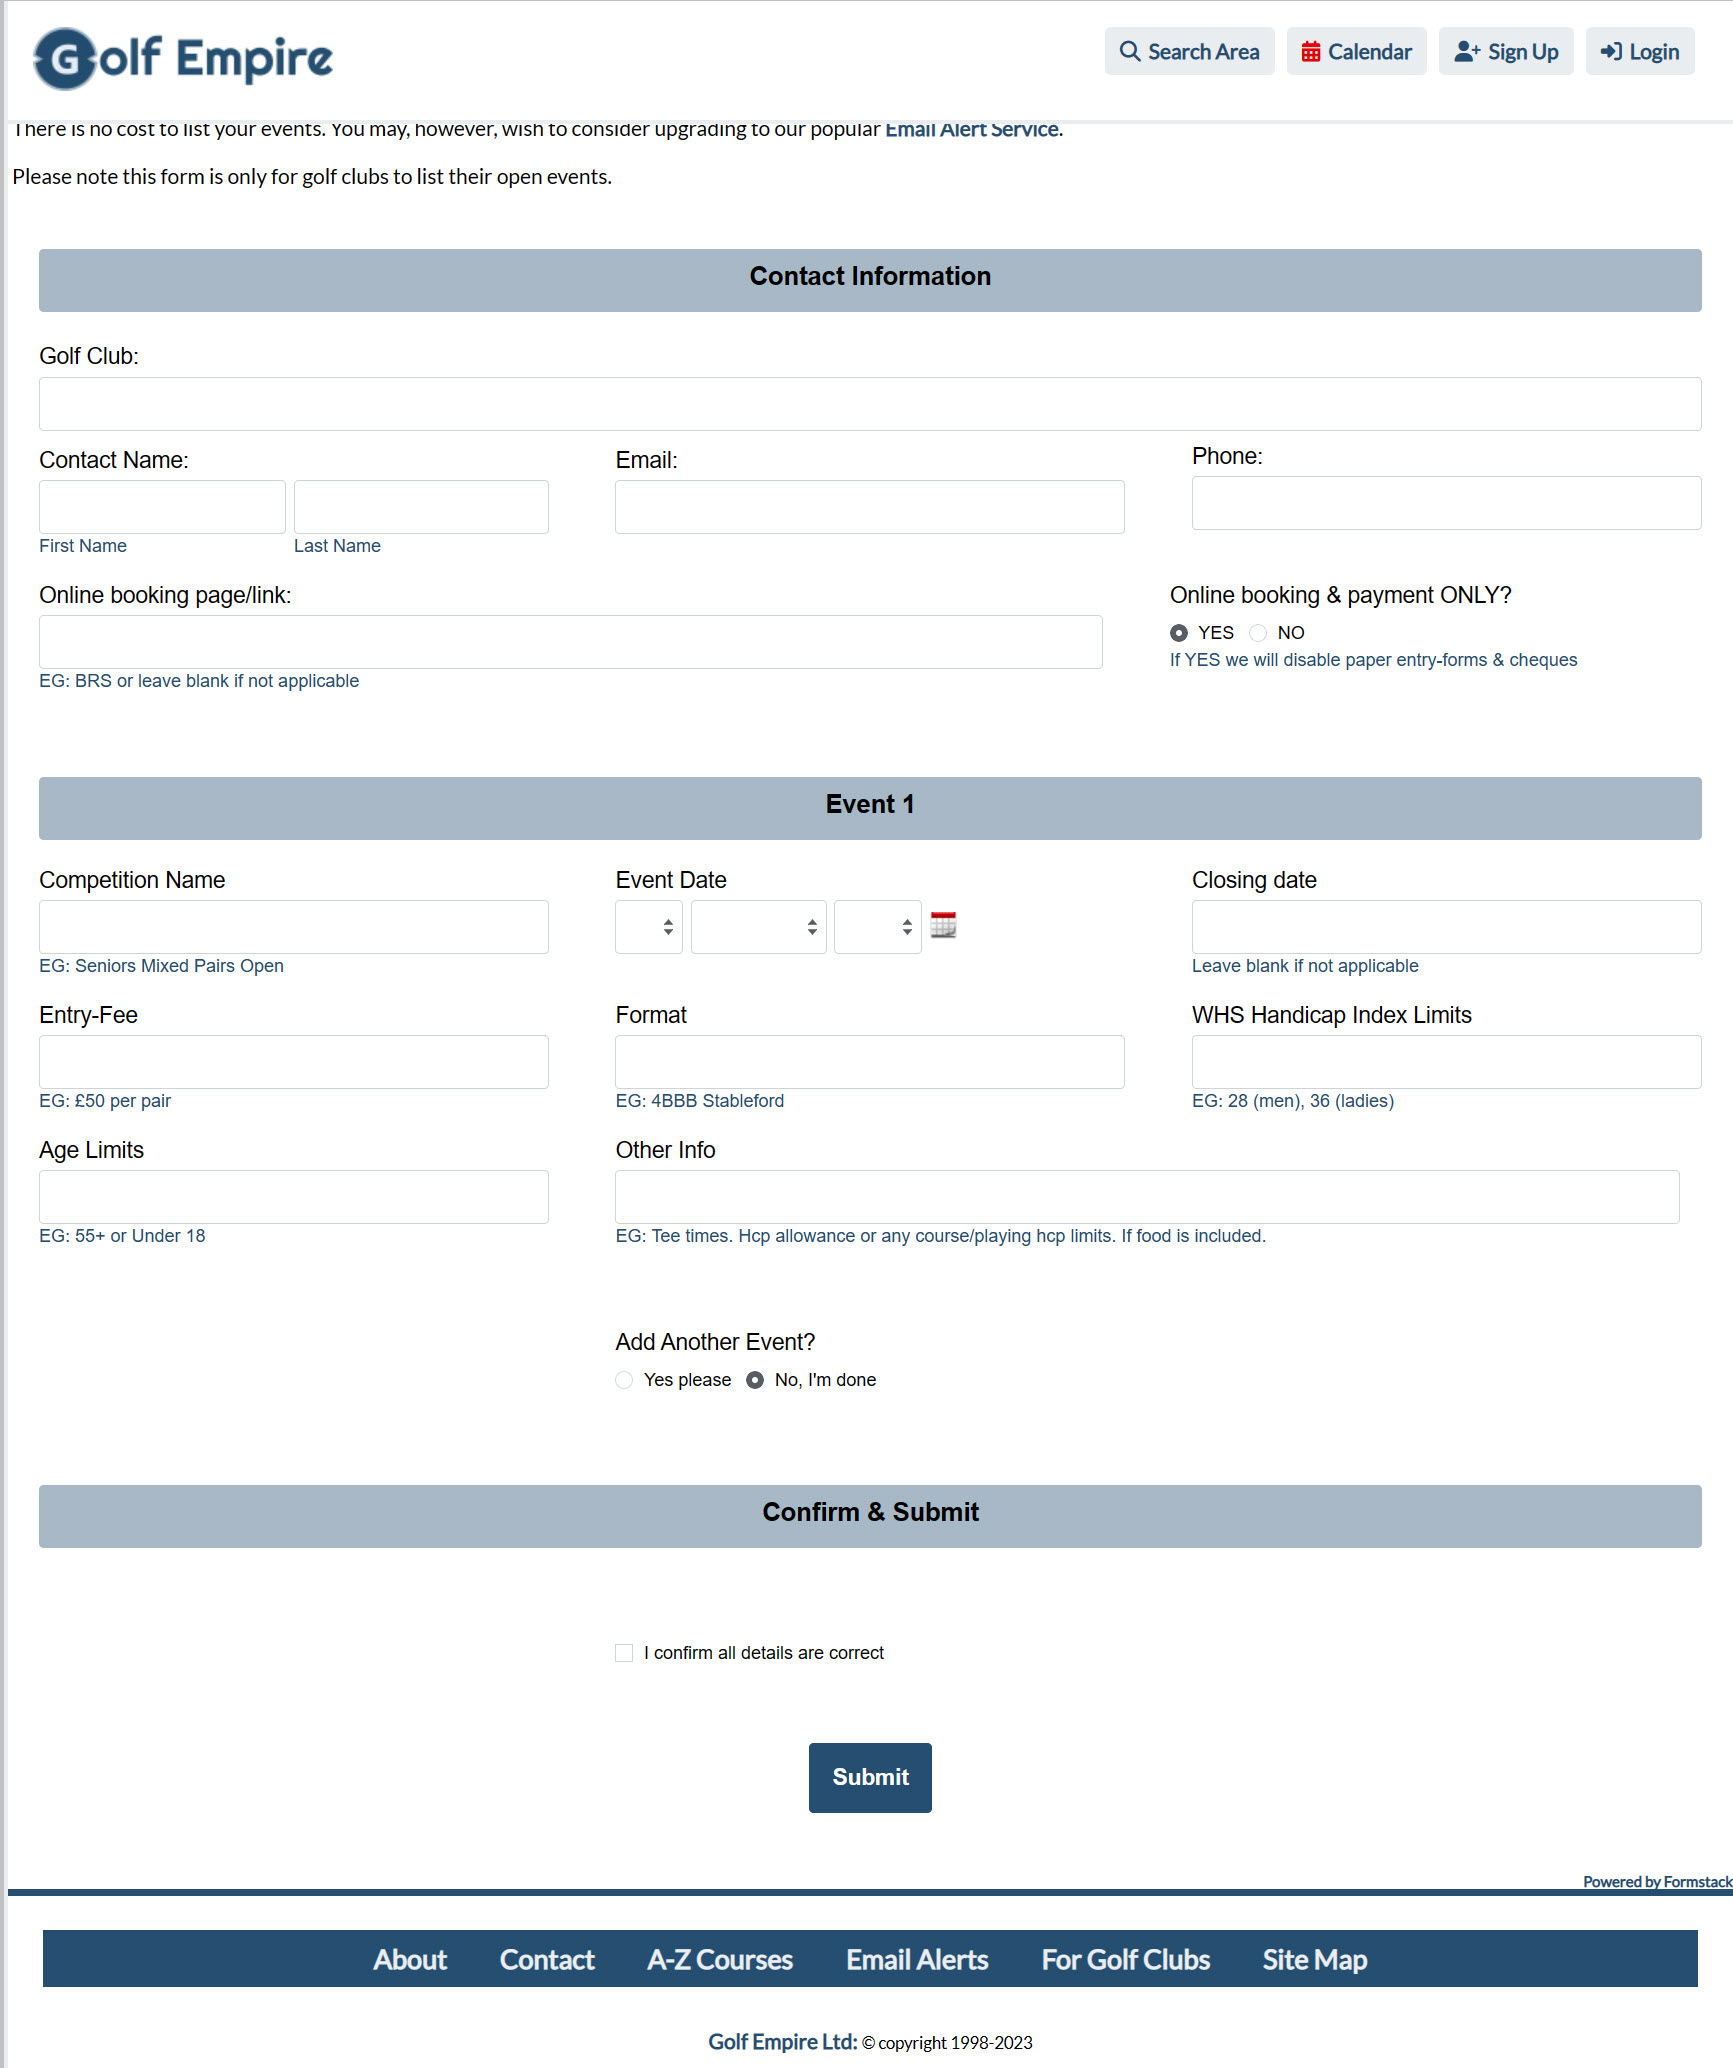 Golf Empire
Search Area
Calendar
Sign Up
Login
There is no cost to list your events. You may, however, wish to consider upgrading to our popular Email Alert Service.
Please note this form is only for golf clubs to list their open events.
Contact Information
Golf Club:
Contact Name:
Email:
Phone:
First Name
Last Name
Online booking page/link:
Online booking & payment ONLY?
YES
NO
If YES we will disable paper entry-forms & cheques
EG: BRS or leave blank if not applicable
Event 1
Competition Name
Event Date
Closing date
EG: Seniors Mixed Pairs Open
Leave blank if not applicable
Entry-Fee
Format
WHS Handicap Index Limits
EG: £50 per pair
EG: 4BBB Stableford
EG: 28 (men), 36 (ladies)
Age Limits
Other Info
EG: 55+ or Under 18
EG: Tee times. Hcp allowance or any course/playing hcp limits. If food is included.
Add Another Event?
Yes please
No, I'm done
Confirm & Submit
I confirm all details are correct
Submit
Powered by Formstack
About
Contact
A-Z Courses
Email Alerts
For Golf Clubs
Site Map
Golf Empire Ltd: © copyright 1998-2023